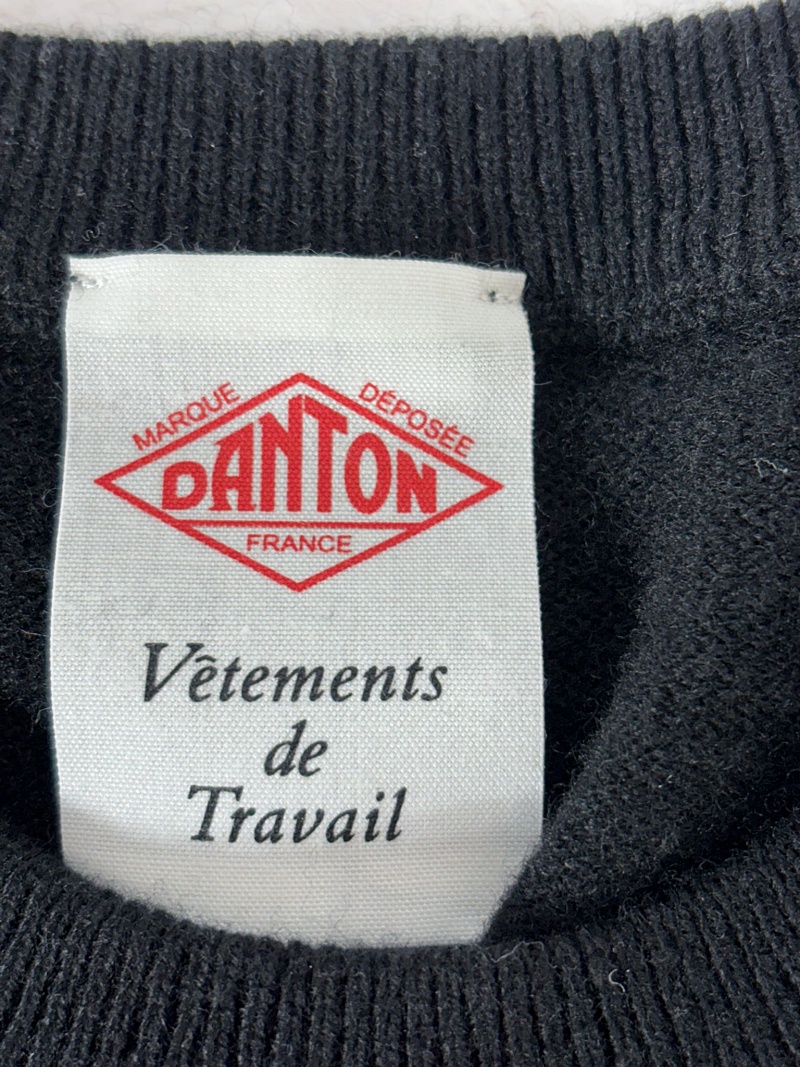 MARQUE DÉPOSÉE
DANTON
FRANCE
Vêtements
de
Travail